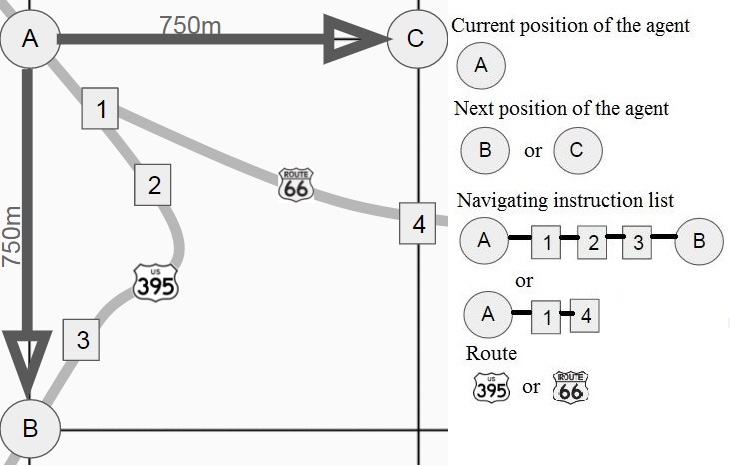 A
750m
C
1
2
ROUTE
66
4
750m
US
395
3
B
Current position of the agent
A
Next position of the agent
B or C
Navigating instruction list
A 1 2 3 B
or
A 1 4
Route
US 395 or ROUTE 66